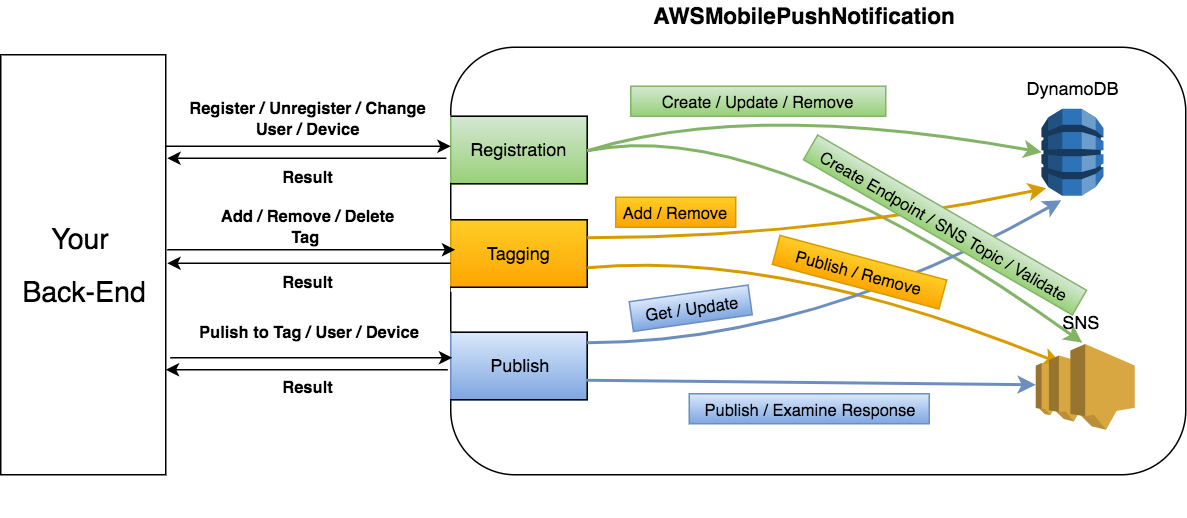 AWSMobilePushNotification
Register / Unregister / Change
User / Device
Result
Add / Remove / Delete
Tag
Result
Pulish to Tag / User / Device
Result
Your
Back-End
Registration
Tagging
Publish
Create / Update / Remove
Create Endpoint / SNS Topic / Validate
Add / Remove
Publish / Remove
Get / Update
Publish / Examine Response
DynamoDB
SNS